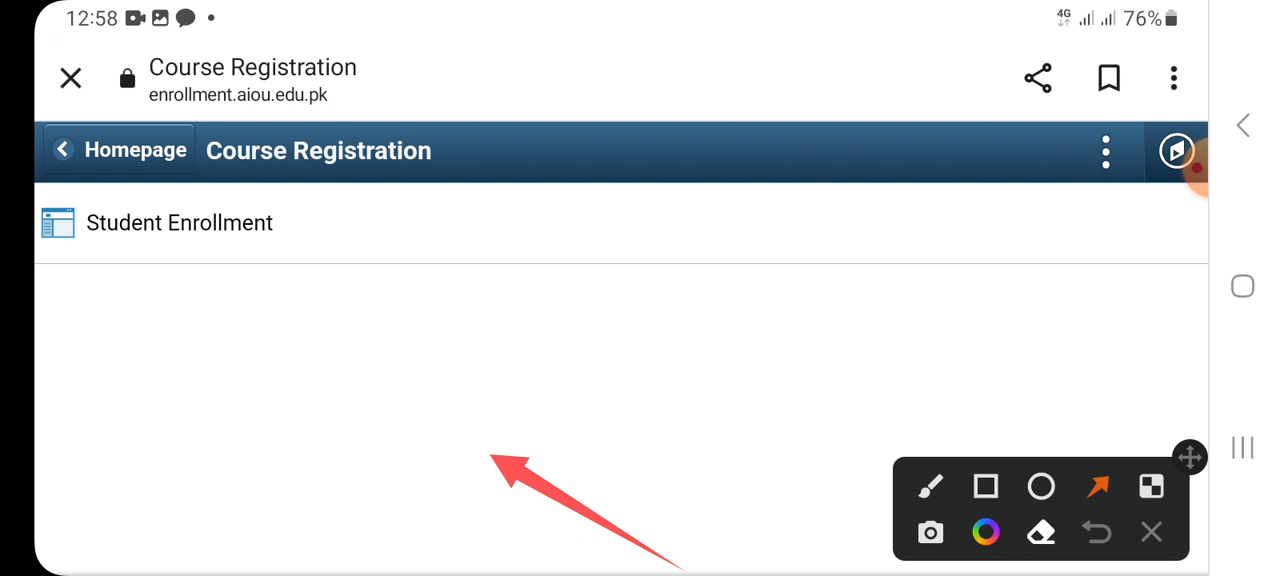 12:58
4G
76%
Course Registration
enrollment.aiou.edu.pk
Homepage
Course Registration
Student Enrollment